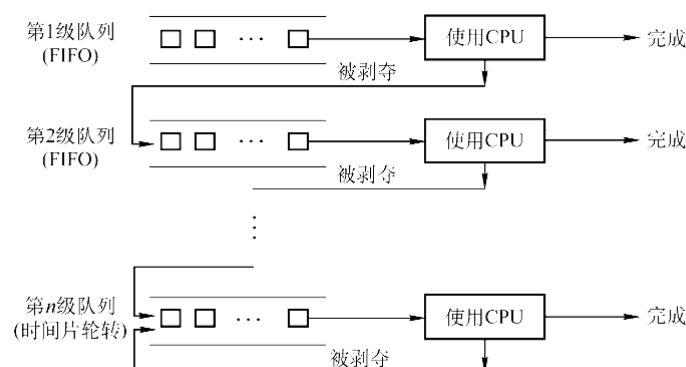 第1级队列
(FIFO)
… 使用CPU 完成
被剥夺
第2级队列
(FIFO)
… 使用CPU 完成
被剥夺
⋮
第n级队列
(时间片轮转)
… 使用CPU 完成
被剥夺